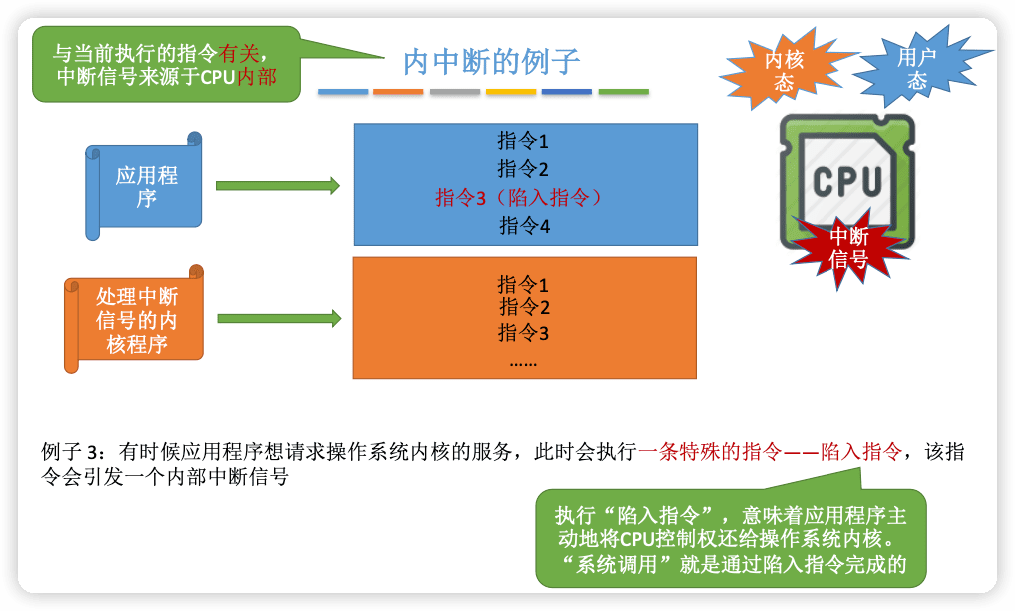 与当前执行的指令有关,
中断信号来源于CPU内部
内中断的例子
内核
态
用户
态
应用程
序
指令1
指令2
指令3（陷入指令）
指令4
CPU
中断
信号
处理中断
信号的内
核程序
指令1
指令2
指令3
……
例子 3：有时候应用程序想请求操作系统内核的服务，此时会执行一条特殊的指令——陷入指令，该指
令会引发一个内部中断信号
执行“陷入指令”，意味着应用程序主
动地将CPU控制权还给操作系统内核。
“系统调用”就是通过陷入指令完成的